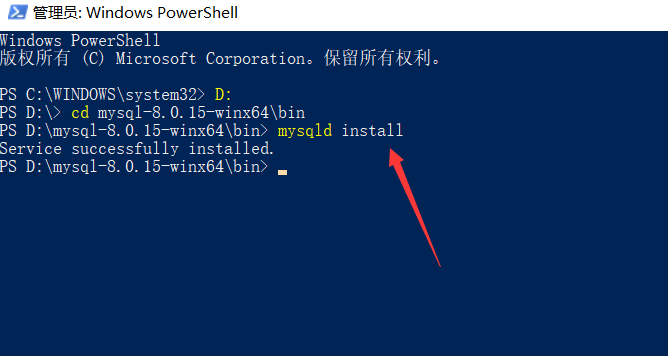 管理员: Windows PowerShell
Windows PowerShell
版权所有 (C) Microsoft Corporation。保留所有权利。
PS C:\WINDOWS\system32> D:
PS D:\> cd mysql-8.0.15-winx64\bin
PS D:\mysql-8.0.15-winx64\bin> mysqld install
Service successfully installed.
PS D:\mysql-8.0.15-winx64\bin>